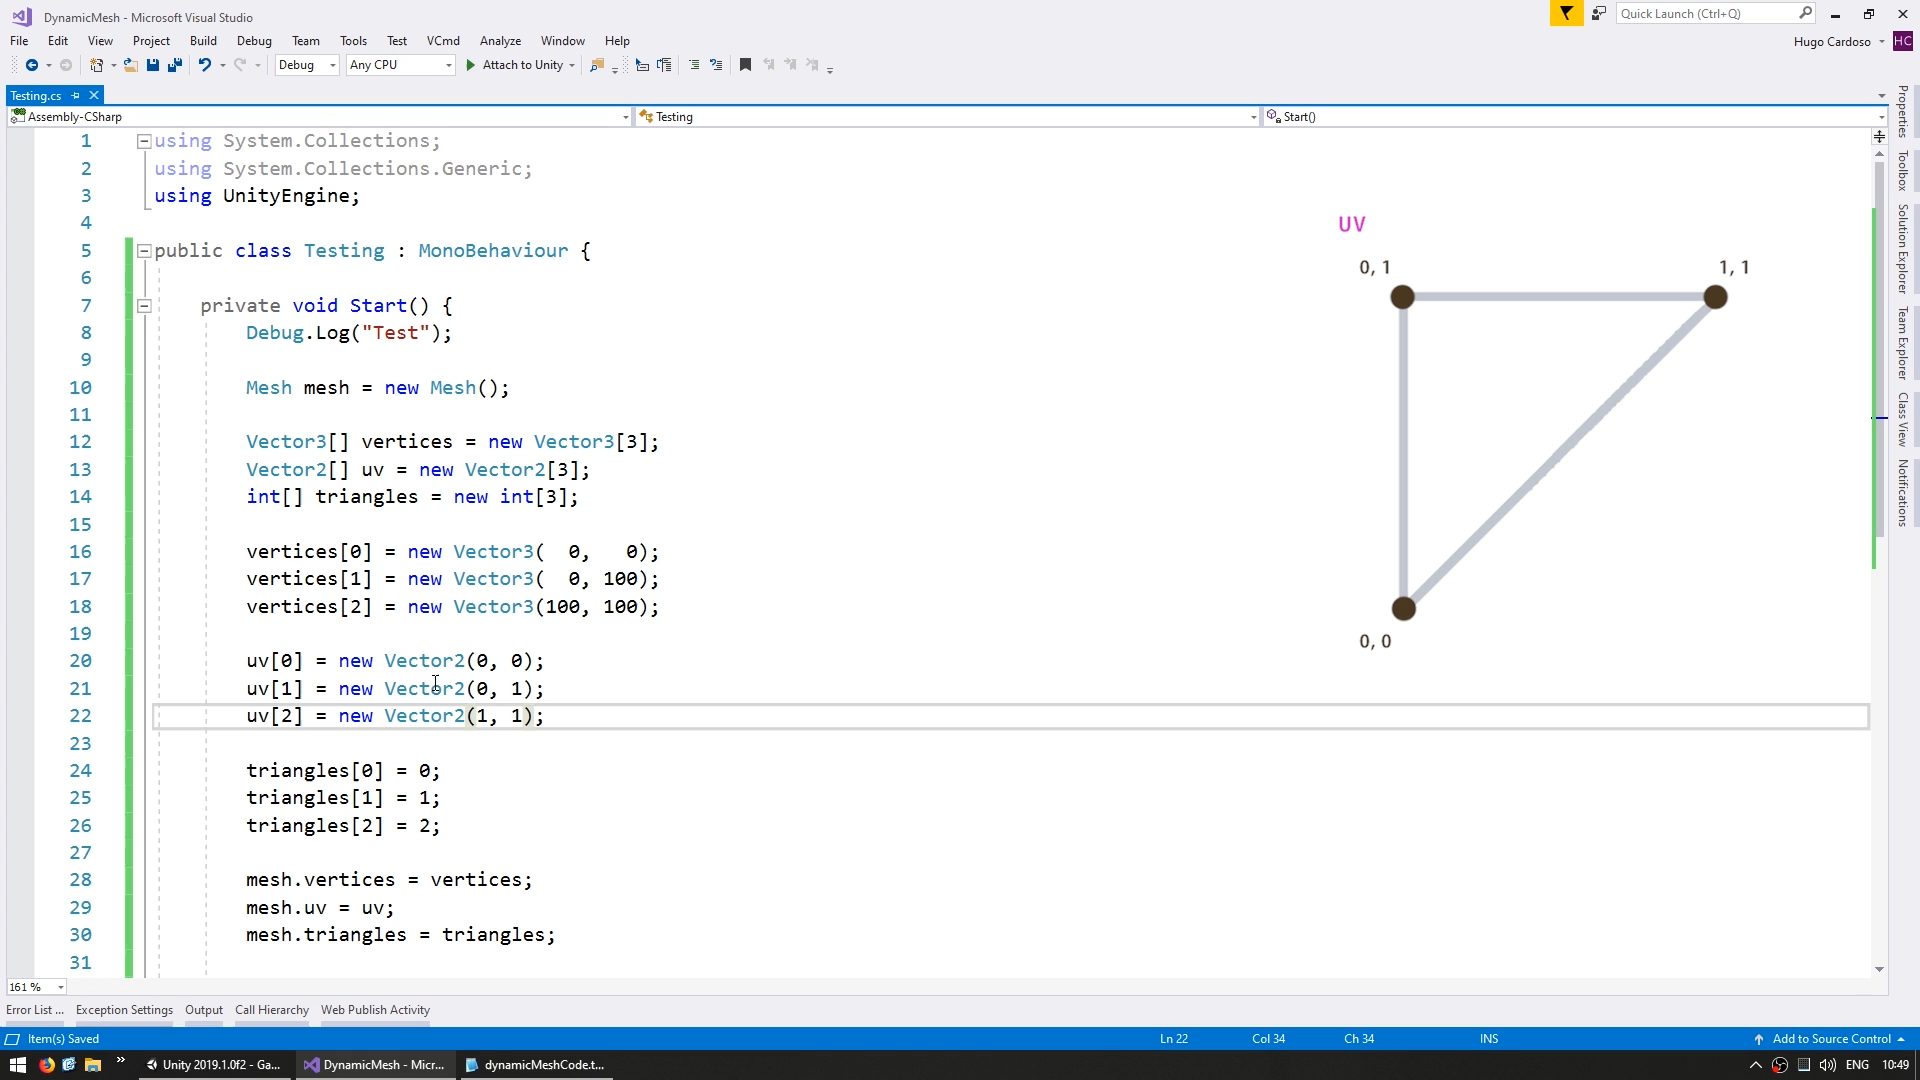 DynamicMesh - Microsoft Visual Studio
Quick Launch (Ctrl+Q)
File Edit View Project Build Debug Team Tools Test VCmd Analyze Window Help
Hugo Cardoso HC
Debug Any CPU Attach to Unity
Testing.cs
Assembly-CSharp Testing Start()
1 using System.Collections;
2 using System.Collections.Generic;
3 using UnityEngine;
4
5 public class Testing : MonoBehaviour {
6
7 private void Start() {
8 Debug.Log("Test");
9
10 Mesh mesh = new Mesh();
11
12 Vector3[] vertices = new Vector3[3];
13 Vector2[] uv = new Vector2[3];
14 int[] triangles = new int[3];
15
16 vertices[0] = new Vector3(  0,   0);
17 vertices[1] = new Vector3(  0, 100);
18 vertices[2] = new Vector3(100, 100);
19
20 uv[0] = new Vector2(0, 0);
21 uv[1] = new Vector2(0, 1);
22 uv[2] = new Vector2(1, 1);
23
24 triangles[0] = 0;
25 triangles[1] = 1;
26 triangles[2] = 2;
27
28 mesh.vertices = vertices;
29 mesh.uv = uv;
30 mesh.triangles = triangles;
31
UV
0, 1
1, 1
0, 0
Properties
Toolbox
Solution Explorer
Team Explorer
Class View
Notifications
161 %
Error List ... Exception Settings Output Call Hierarchy Web Publish Activity
Item(s) Saved Ln 22 Col 34 Ch 34 INS Add to Source Control
Unity 2019.1.0f2 - Ga... DynamicMesh - Micr... dynamicMeshCode.t... ENG 10:49